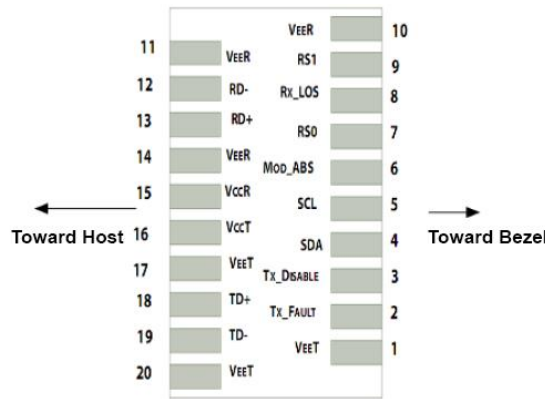 VEER 10
11 VEER
RS1 9
12 RD-
RX_LOS 8
13 RD+
RS0 7
14 VEER
MOD_ABS 6
15 VCCR
SCL 5
Toward Host
16 VCCT
SDA 4
Toward Bezel
17 VEET
TX_DISABLE 3
18 TD+
TX_FAULT 2
19 TD-
VEET 1
20 VEET